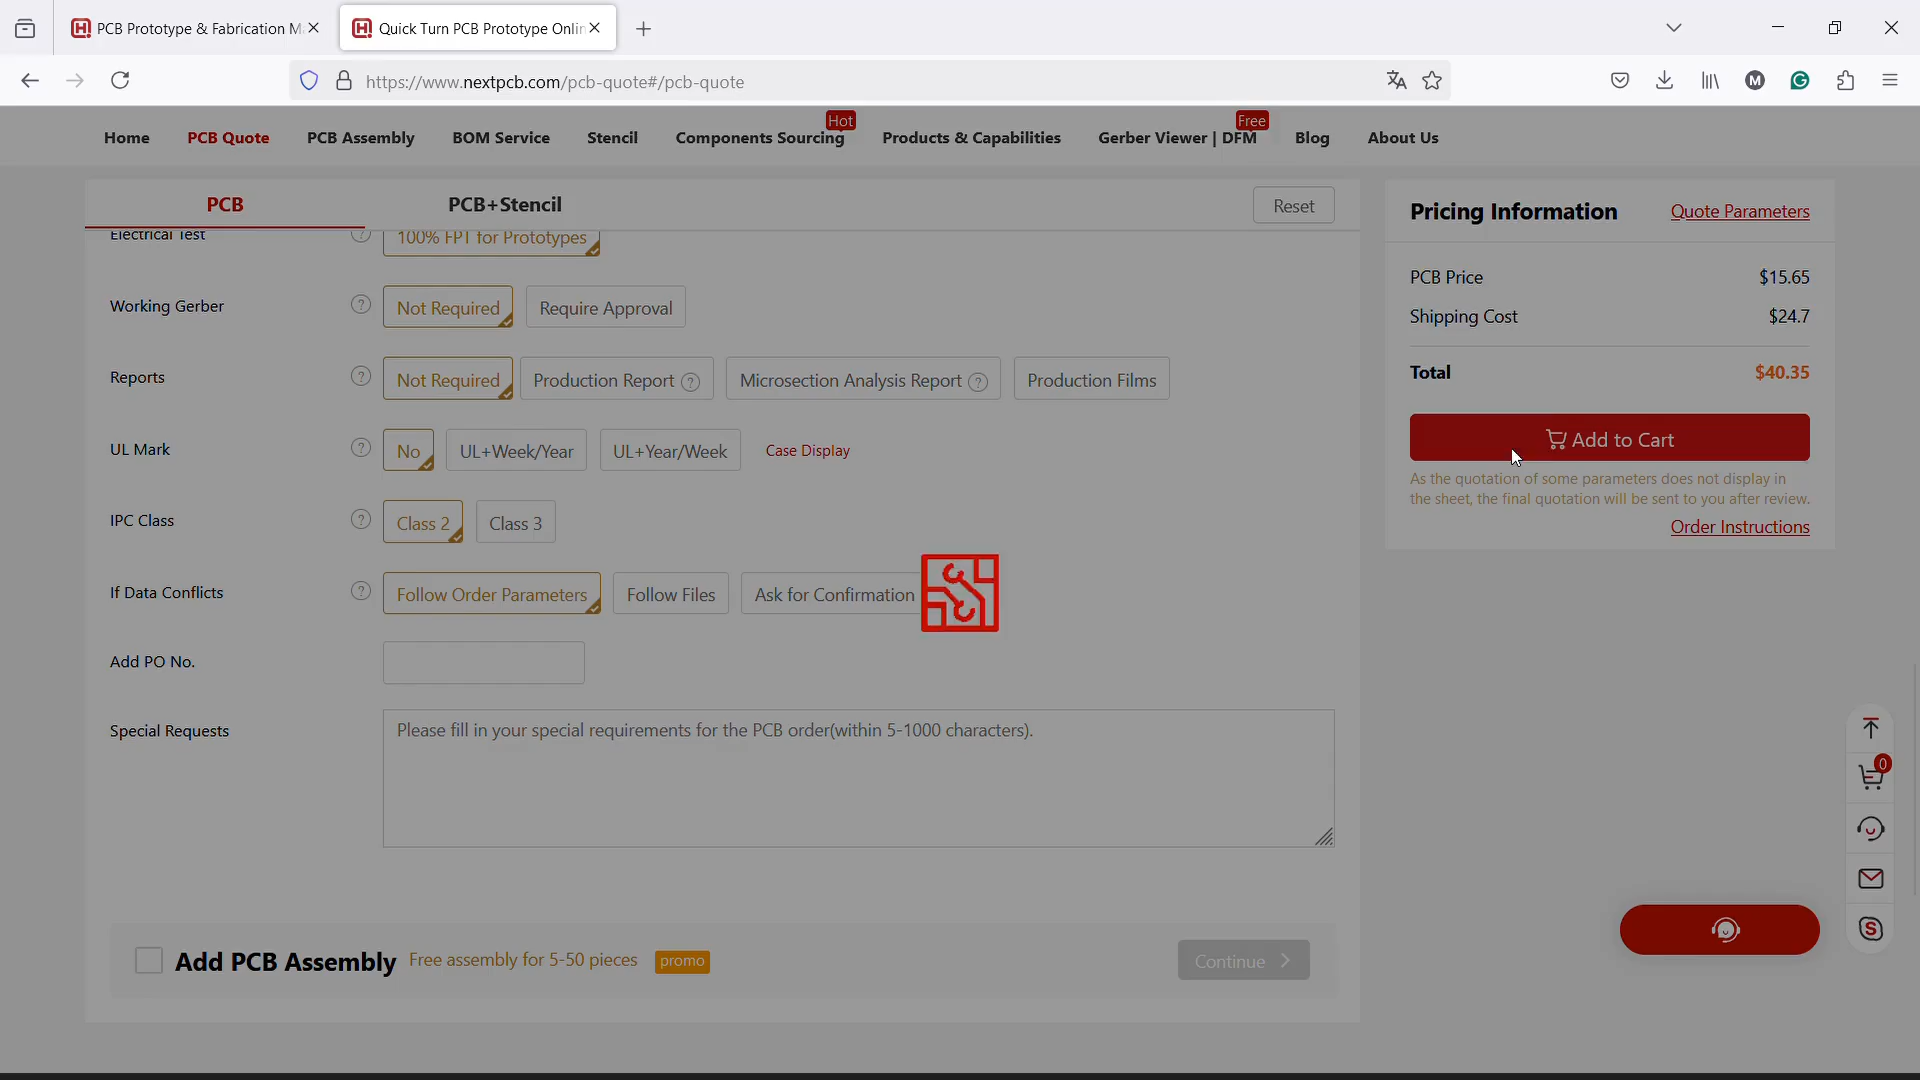 PCB Prototype & Fabrication M
Quick Turn PCB Prototype Onlin
https://www.nextpcb.com/pcb-quote#/pcb-quote
M
Hot
Free
Home
PCB Quote
PCB Assembly
BOM Service
Stencil
Components Sourcing
Products & Capabilities
Gerber Viewer | DFM
Blog
About Us
PCB
PCB+Stencil
Reset
Electrical Test
100% FPT for Prototypes
Working Gerber
Not Required
Require Approval
Reports
Not Required
Production Report
Microsection Analysis Report
Production Films
UL Mark
No
UL+Week/Year
UL+Year/Week
Case Display
IPC Class
Class 2
Class 3
If Data Conflicts
Follow Order Parameters
Follow Files
Ask for Confirmation
Add PO No.
Special Requests
Please fill in your special requirements for the PCB order(within 5-1000 characters).
Add PCB Assembly
Free assembly for 5-50 pieces
promo
Continue
Pricing Information
Quote Parameters
PCB Price
$15.65
Shipping Cost
$24.7
Total
$40.35
Add to Cart
As the quotation of some parameters does not display in
the sheet, the final quotation will be sent to you after review.
Order Instructions
0